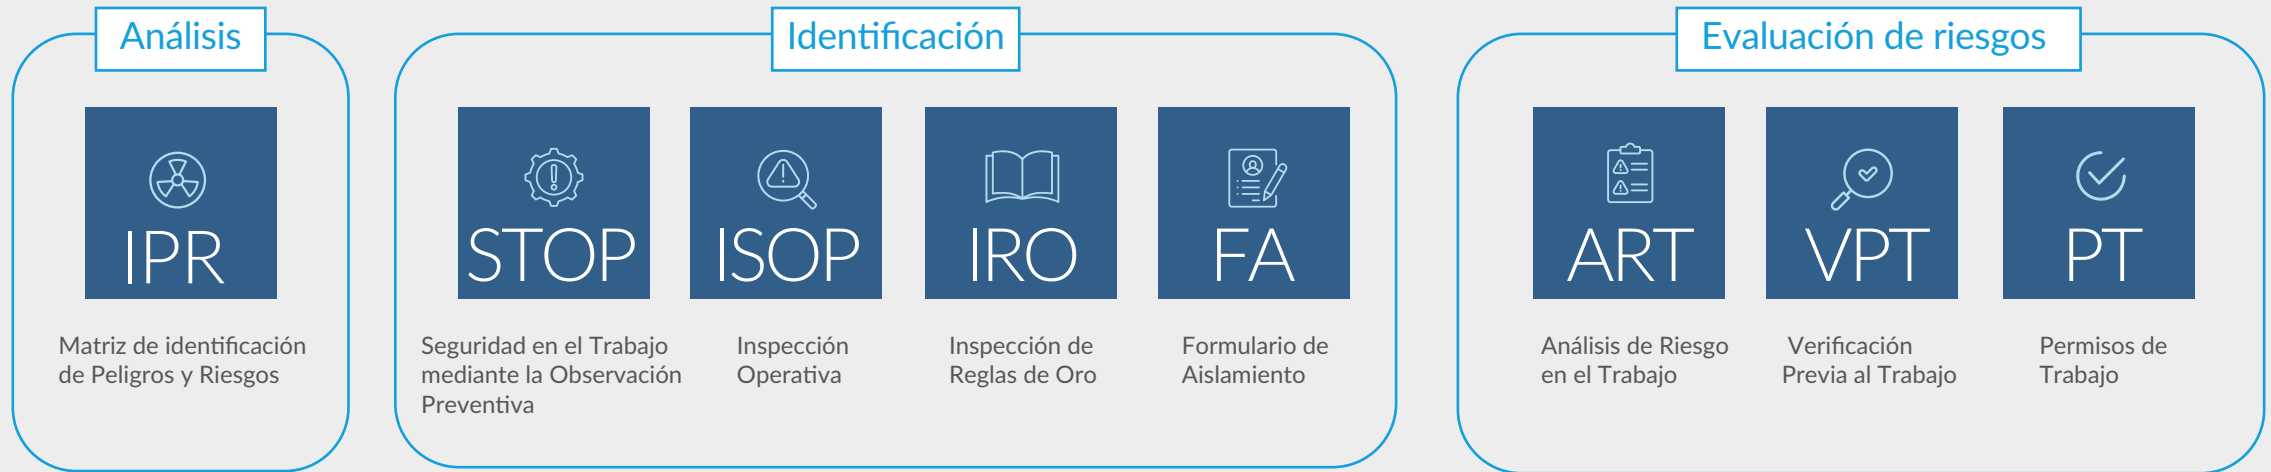 Análisis
IPR
Matriz de identificación
de Peligros y Riesgos
Identificación
STOP
Seguridad en el Trabajo
mediante la Observación
Preventiva
ISOP
Inspección
Operativa
IRO
Inspección de
Reglas de Oro
FA
Formulario de
Aislamiento
Evaluación de riesgos
ART
Análisis de Riesgo
en el Trabajo
VPT
Verificación
Previa al Trabajo
PT
Permisos de
Trabajo